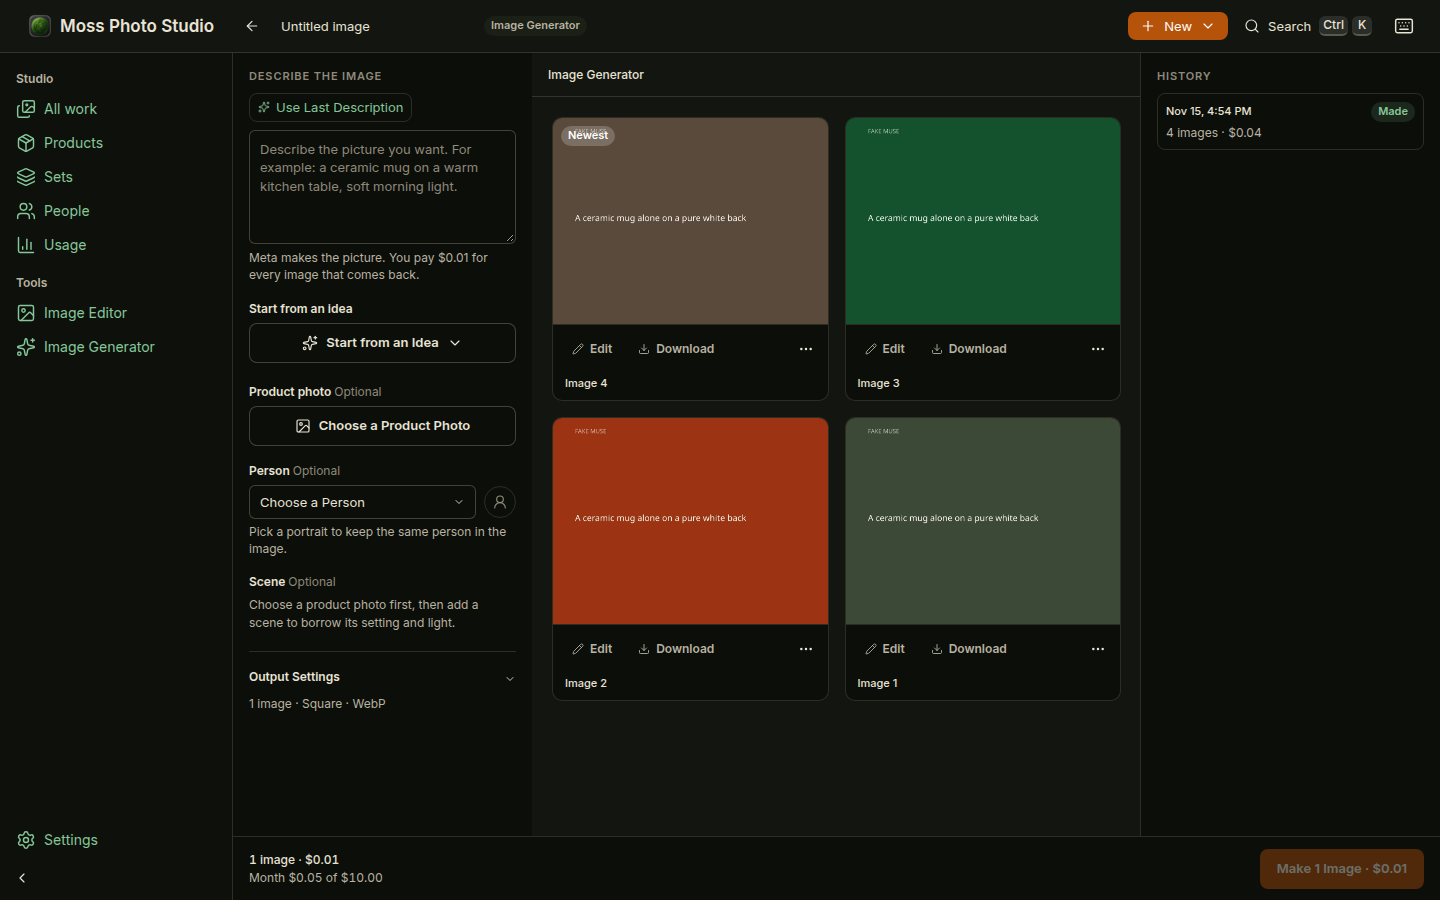 Moss Photo Studio
Untitled image
Image Generator
New
Search
Ctrl
K
Studio
All work
Products
Sets
People
Usage
Tools
Image Editor
Image Generator
Settings
DESCRIBE THE IMAGE
Use Last Description
Describe the picture you want. For
example: a ceramic mug on a warm
kitchen table, soft morning light.
Meta makes the picture. You pay $0.01 for
every image that comes back.
Start from an idea
Start from an Idea
Product photo Optional
Choose a Product Photo
Person Optional
Choose a Person
Pick a portrait to keep the same person in the
image.
Scene Optional
Choose a product photo first, then add a
scene to borrow its setting and light.
Output Settings
1 image · Square · WebP
Image Generator
Newest
A ceramic mug alone on a pure white back
Edit
Download
Image 4
FAKE MUSE
A ceramic mug alone on a pure white back
Edit
Download
Image 3
FAKE MUSE
A ceramic mug alone on a pure white back
Edit
Download
Image 2
FAKE MUSE
A ceramic mug alone on a pure white back
Edit
Download
Image 1
HISTORY
Nov 15, 4:54 PM
Made
4 images · $0.04
1 image · $0.01
Month $0.05 of $10.00
Make 1 Image · $0.01